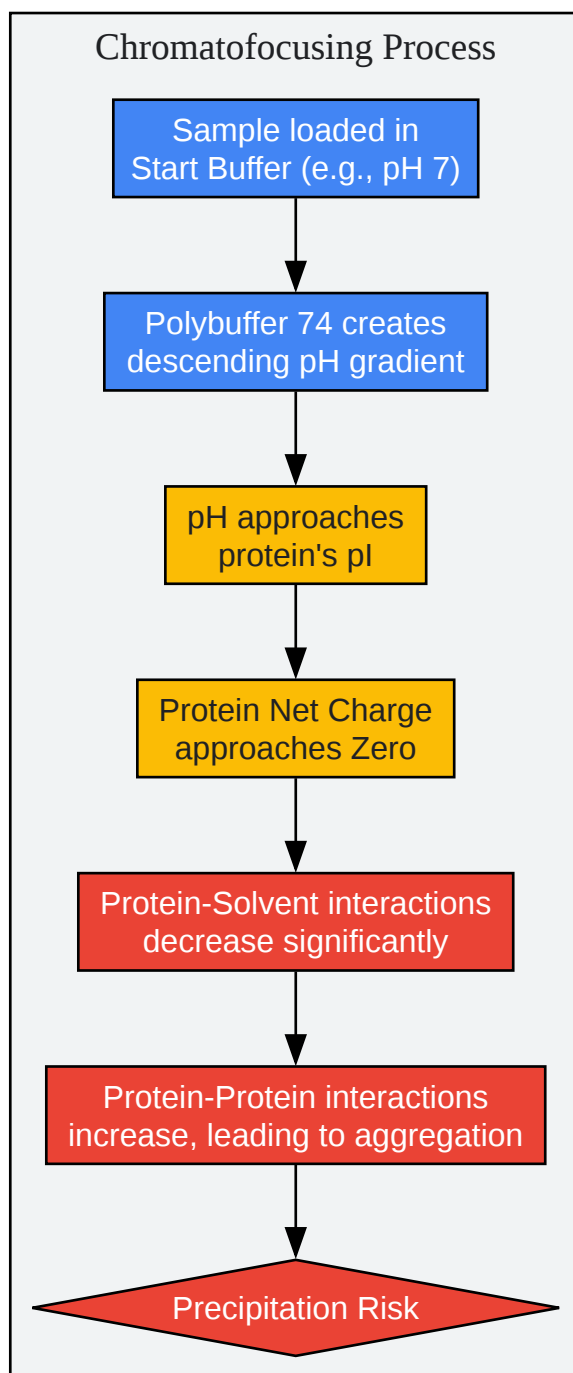 Chromatofocusing Process
Sample loaded in
Start Buffer (e.g., pH 7)
Polybuffer 74 creates
descending pH gradient
pH approaches
protein's pI
Protein Net Charge
approaches Zero
Protein-Solvent interactions
decrease significantly
Protein-Protein interactions
increase, leading to aggregation
Precipitation Risk